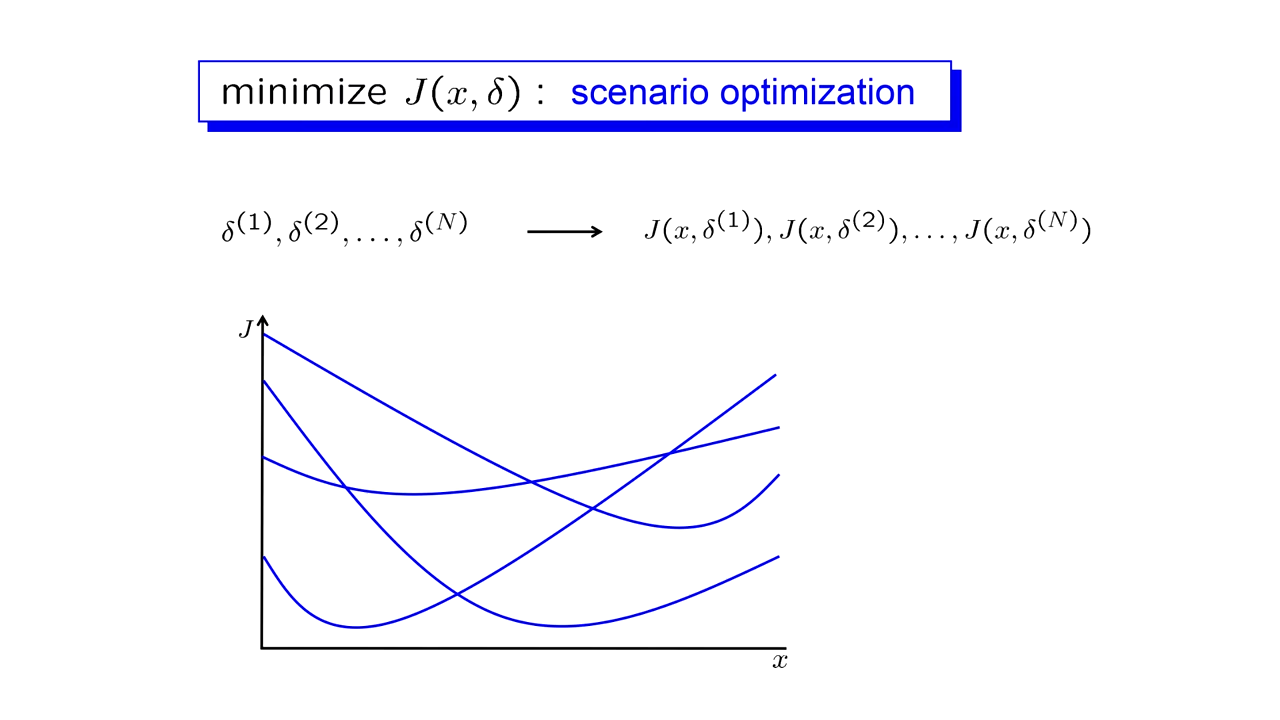 minimize J(x, δ) : scenario optimization
δ⁽¹⁾, δ⁽²⁾, . . . , δ⁽ᴺ⁾ ⟶ J(x, δ⁽¹⁾), J(x, δ⁽²⁾), . . . , J(x, δ⁽ᴺ⁾)
J
x